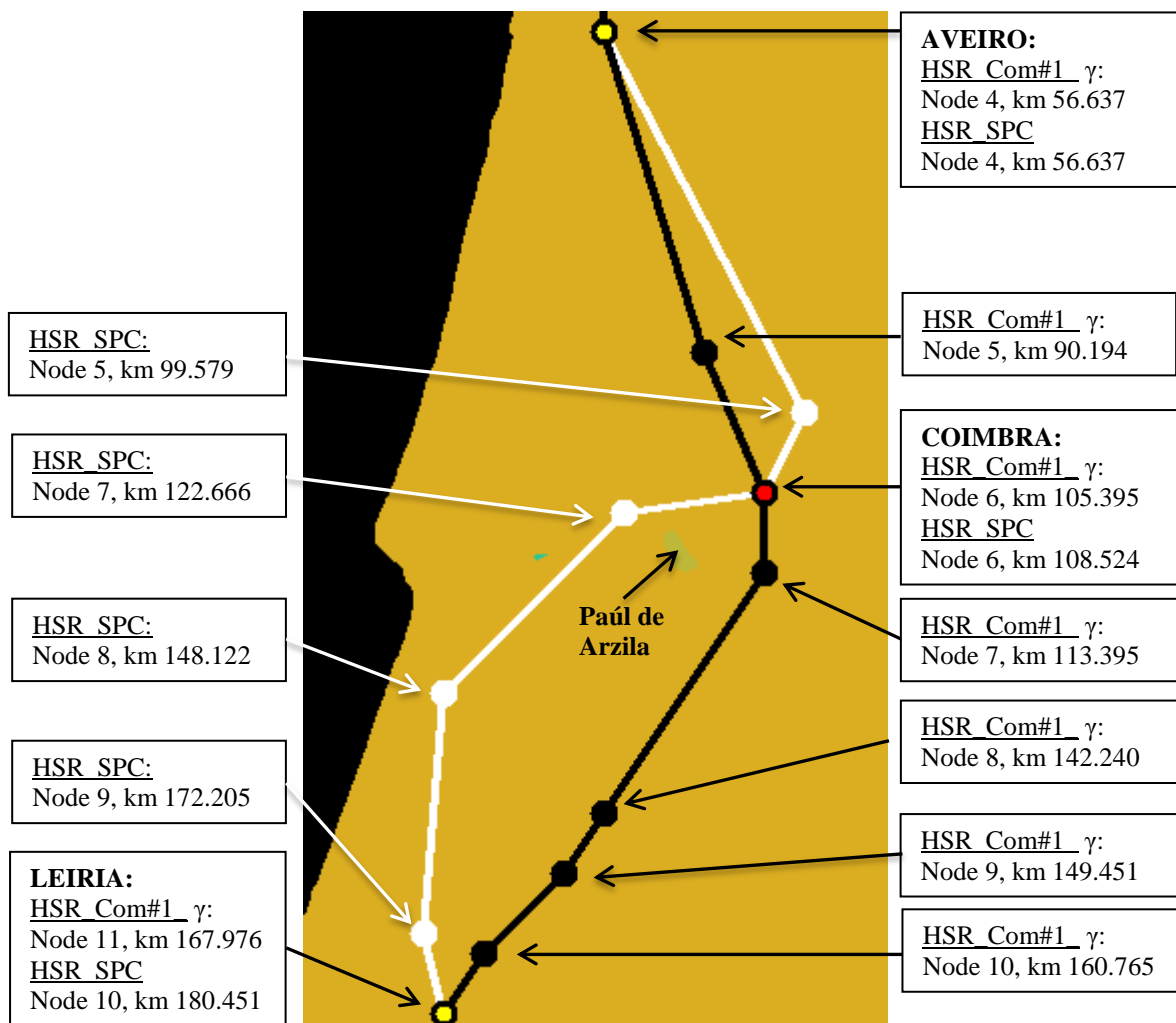 AVEIRO:
HSR_Com#1_ γ:
Node 4, km 56.637
HSR_SPC
Node 4, km 56.637
HSR_Com#1_ γ:
Node 5, km 90.194
HSR_SPC:
Node 5, km 99.579
COIMBRA:
HSR_Com#1_ γ:
Node 6, km 105.395
HSR_SPC
Node 6, km 108.524
HSR_SPC:
Node 7, km 122.666
Paúl de
Arzila
HSR_Com#1_ γ:
Node 7, km 113.395
HSR_SPC:
Node 8, km 148.122
HSR_Com#1_ γ:
Node 8, km 142.240
HSR_SPC:
Node 9, km 172.205
HSR_Com#1_ γ:
Node 9, km 149.451
LEIRIA:
HSR_Com#1_ γ:
Node 11, km 167.976
HSR_SPC
Node 10, km 180.451
HSR_Com#1_ γ:
Node 10, km 160.765